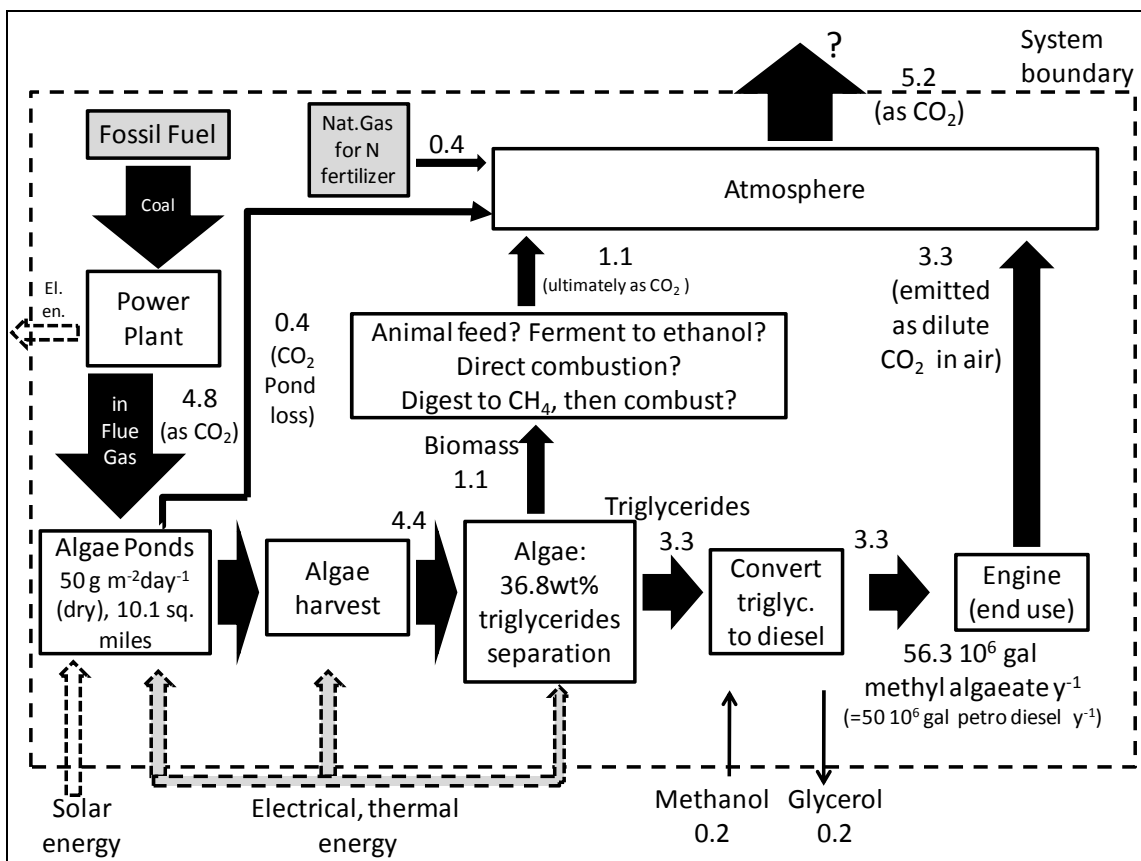 System
boundary
?
5.2
(as CO₂)
Fossil Fuel
Nat.Gas
for N
fertilizer
0.4
Atmosphere
Coal
El.
en.
Power
Plant
1.1
(ultimately as CO₂ )
3.3
(emitted
as dilute
CO₂ in air)
0.4
(CO₂
Pond
loss)
Animal feed? Ferment to ethanol?
Direct combustion?
Digest to CH₄, then combust?
in
Flue
Gas
4.8
(as CO₂)
Biomass
1.1
Algae Ponds
50 g m⁻²day⁻¹
(dry), 10.1 sq.
miles
Algae
harvest
4.4
Algae:
36.8wt%
triglycerides
separation
Triglycerides
3.3
Convert
triglyc.
to diesel
3.3
Engine
(end use)
56.3 10⁶ gal
methyl algaeate y⁻¹
(=50 10⁶ gal petro diesel y⁻¹)
Solar
energy
Electrical, thermal
energy
Methanol
0.2
Glycerol
0.2